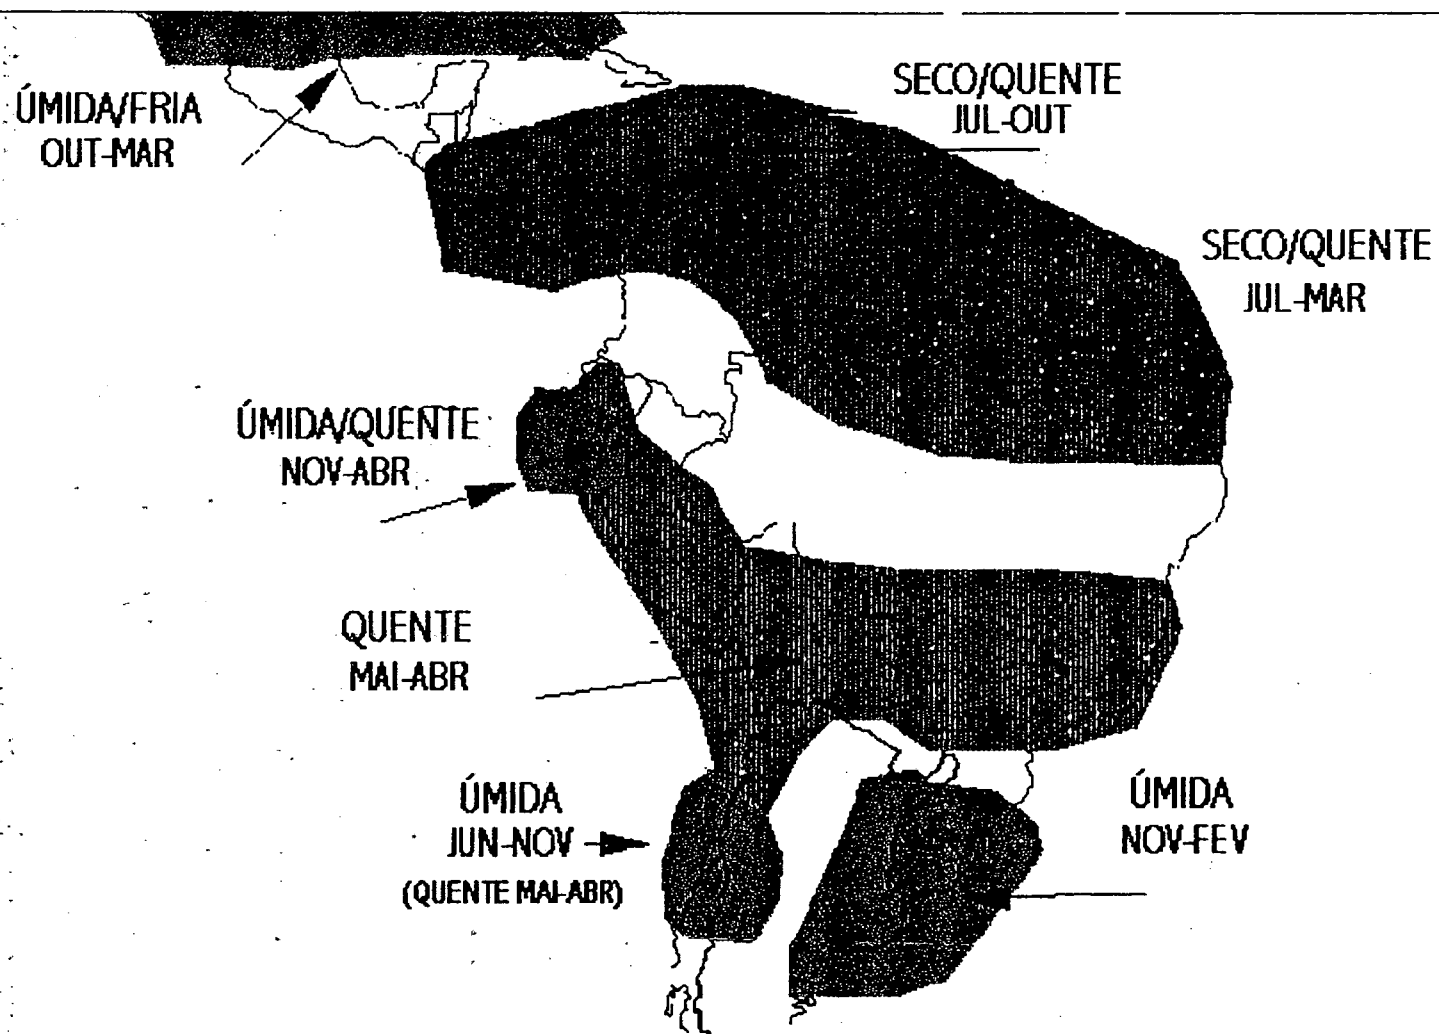 ÚMIDA/FRIA
OUT-MAR
SECO/QUENTE
JUL-OUT
SECO/QUENTE
JUL-MAR
ÚMIDA/QUENTE
NOV-ABR
QUENTE
MAI-ABR
ÚMIDA
JUN-NOV
(QUENTE MAI-ABR)
ÚMIDA
NOV-FEV